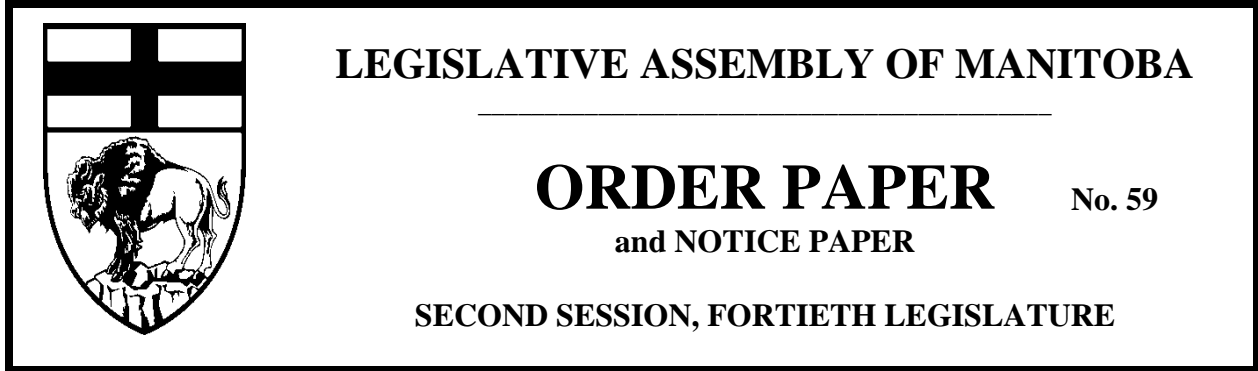 LEGISLATIVE ASSEMBLY OF MANITOBA
ORDER PAPER No. 59
and NOTICE PAPER
SECOND SESSION, FORTIETH LEGISLATURE